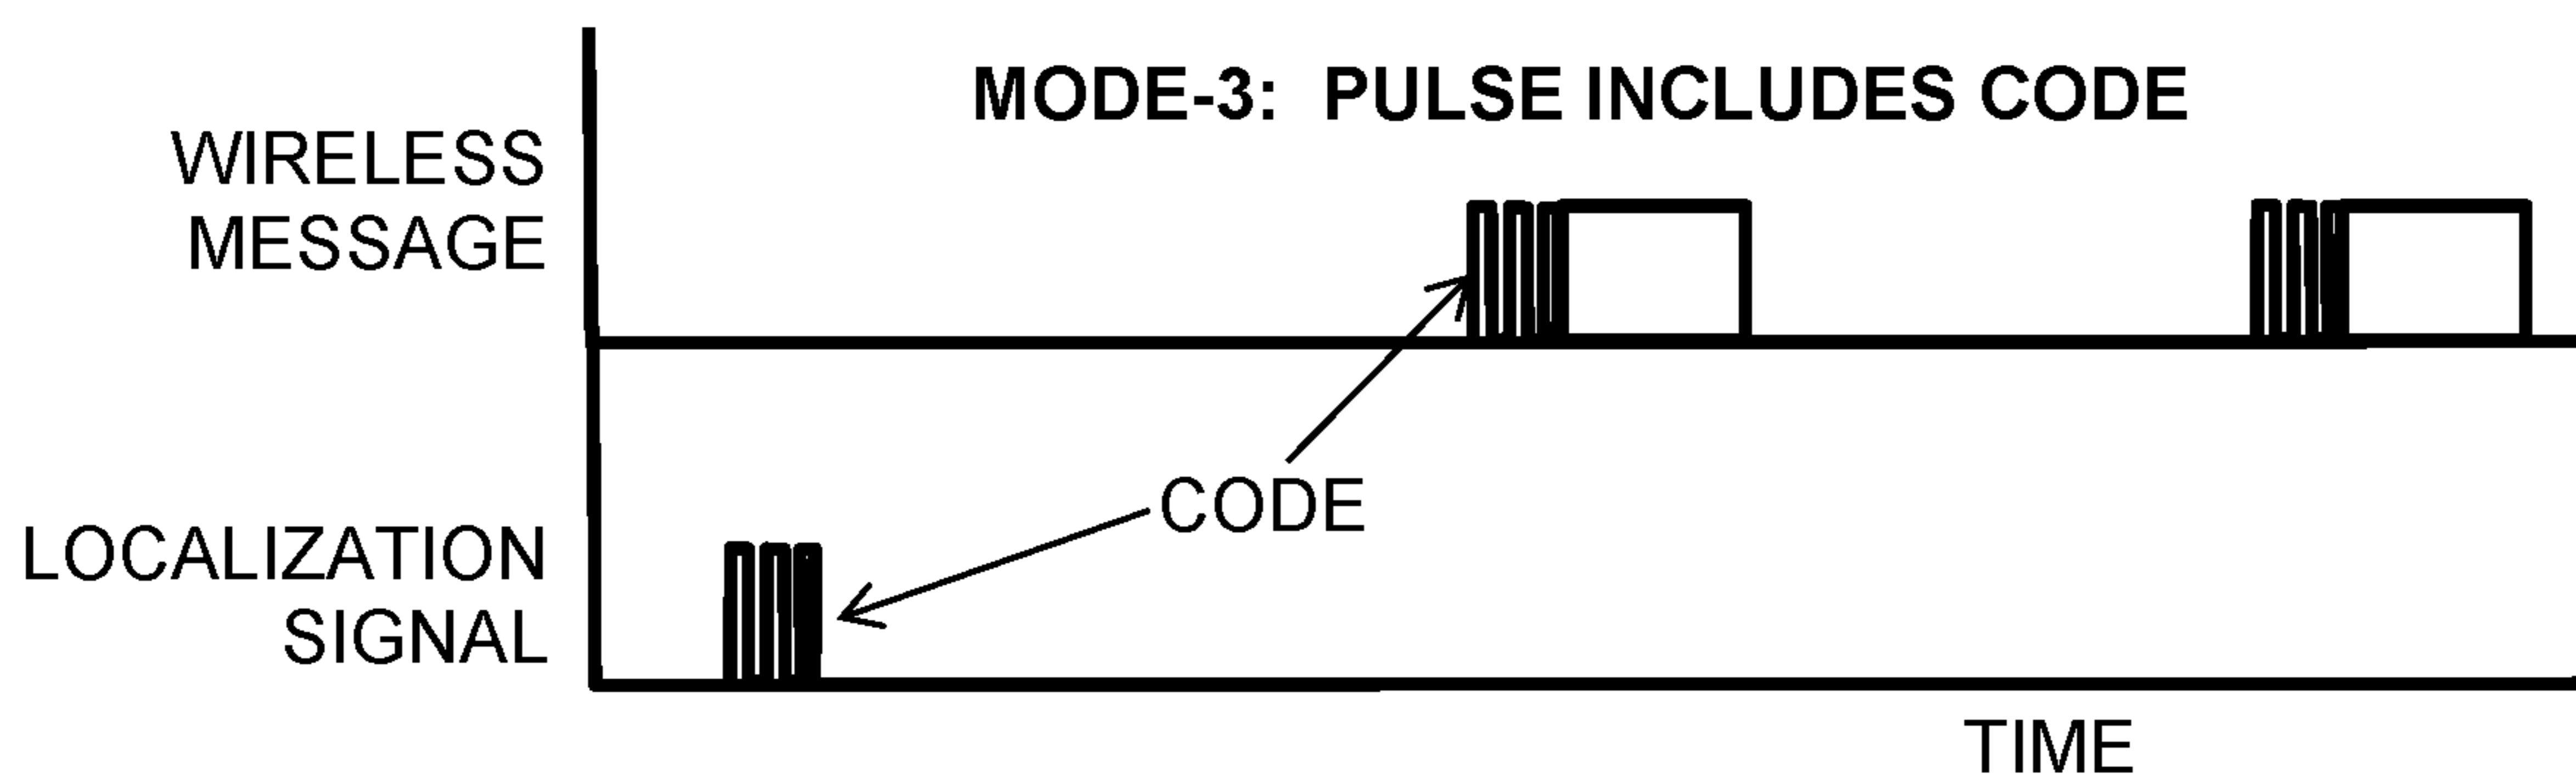 MODE-3: PULSE INCLUDES CODE
WIRELESS
MESSAGE
CODE
LOCALIZATION
SIGNAL
TIME